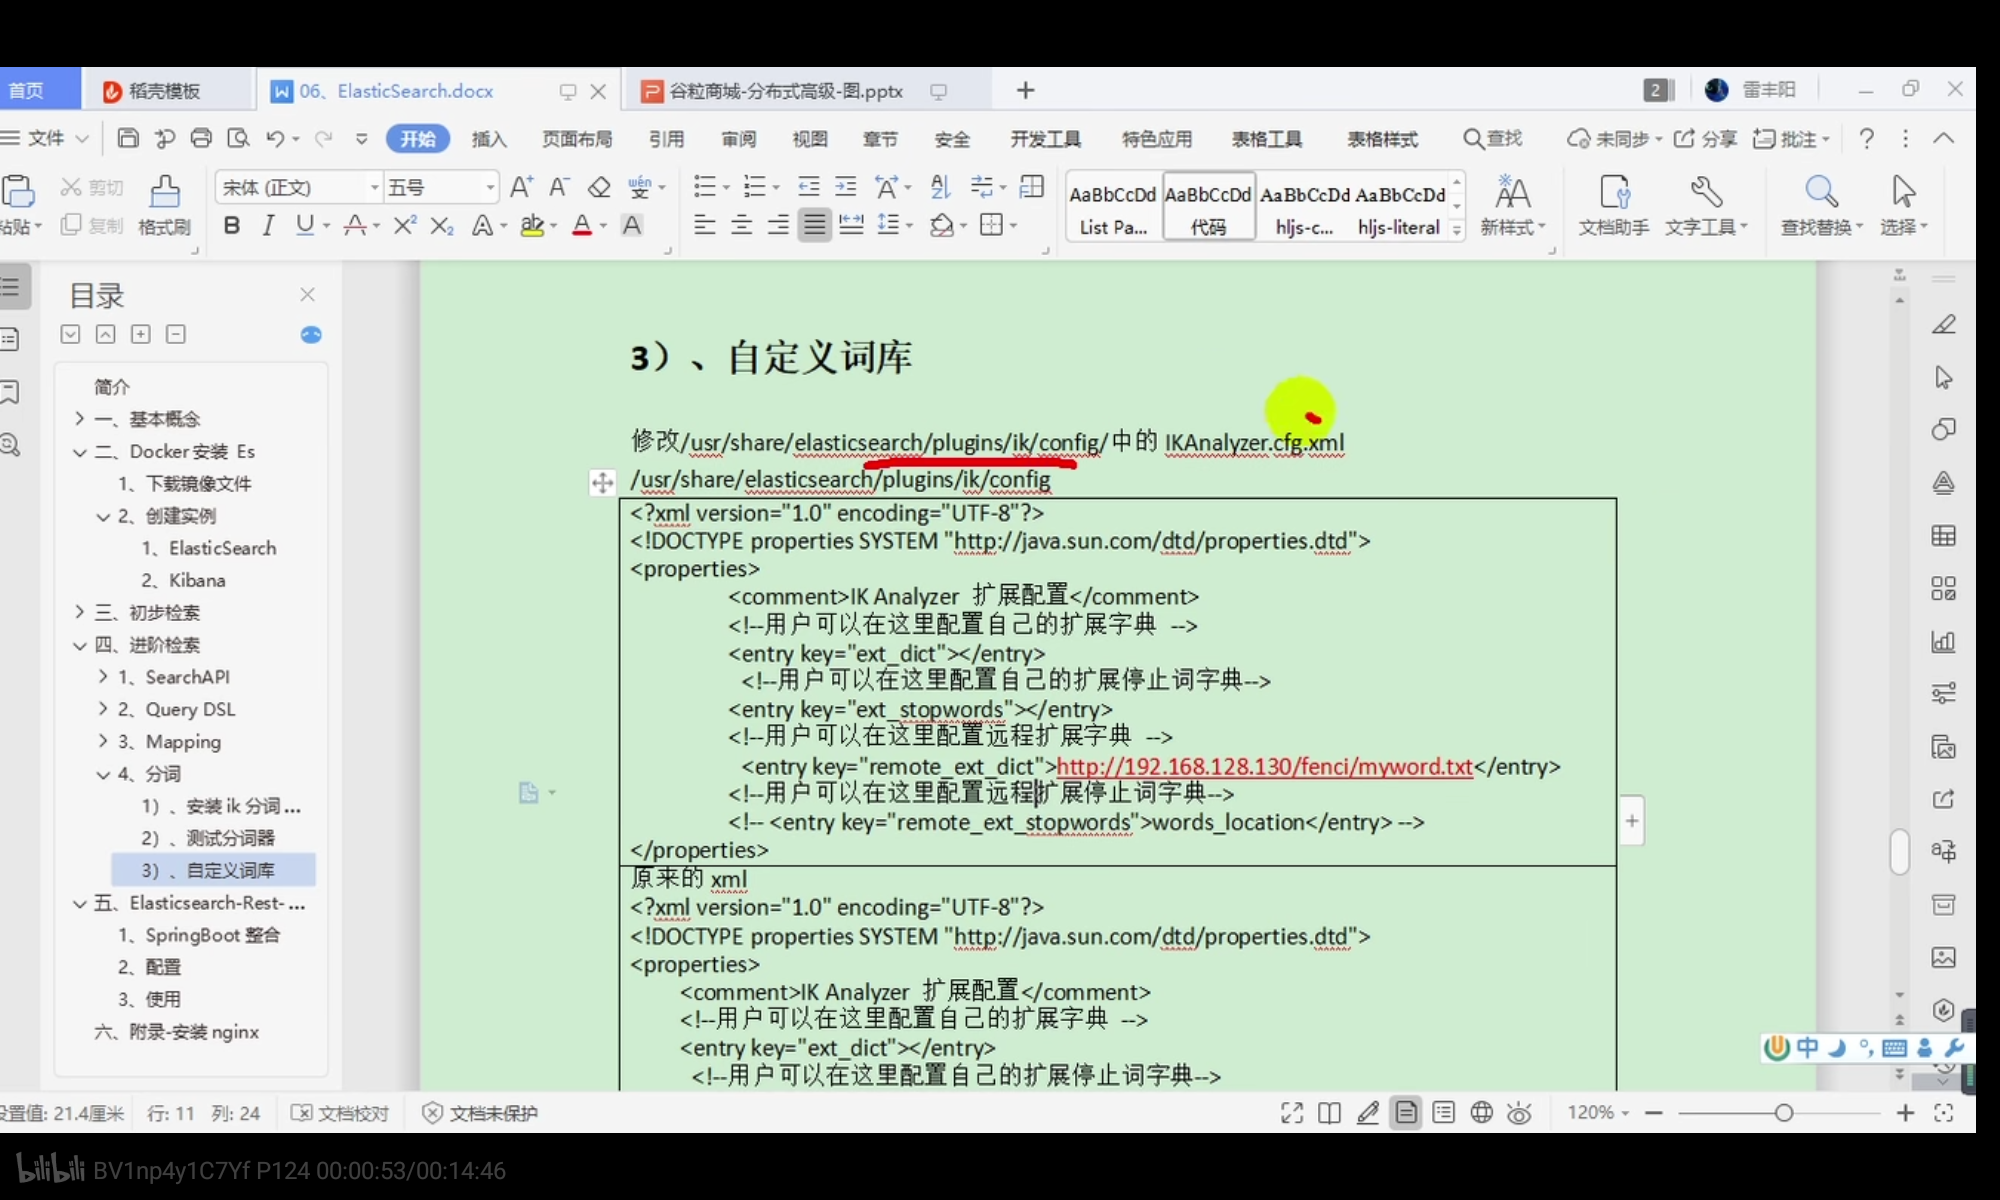 首页
稻壳模板
06、ElasticSearch.docx
谷粒商城-分布式高级-图.pptx
2
雷丰阳
文件
开始
插入
页面布局
引用
审阅
视图
章节
安全
开发工具
特色应用
表格工具
表格样式
查找
未同步
分享
批注
剪切
复制
格式刷
宋体 (正文)
五号
AaBbCcDd
AaBbCcDd
AaBbCcDd
AaBbCcDd
List Pa...
代码
hljs-c...
hljs-literal
新样式
文档助手
文字工具
查找替换
选择
目录
简介
一、基本概念
二、Docker安装 Es
1、下载镜像文件
2、创建实例
1、ElasticSearch
2、Kibana
三、初步检索
四、进阶检索
1、SearchAPI
2、Query DSL
3、Mapping
4、分词
1）、安装 ik 分词 ...
2）、测试分词器
3）、自定义词库
五、Elasticsearch-Rest- ...
1、SpringBoot 整合
2、配置
3、使用
六、附录-安装 nginx
3）、自定义词库
修改/usr/share/elasticsearch/plugins/ik/config/中的 IKAnalyzer.cfg.xml
/usr/share/elasticsearch/plugins/ik/config
<?xml version="1.0" encoding="UTF-8"?>
<!DOCTYPE properties SYSTEM "http://java.sun.com/dtd/properties.dtd">
<properties>
<comment>IK Analyzer 扩展配置</comment>
<!--用户可以在这里配置自己的扩展字典 -->
<entry key="ext_dict"></entry>
<!--用户可以在这里配置自己的扩展停止词字典-->
<entry key="ext_stopwords"></entry>
<!--用户可以在这里配置远程扩展字典 -->
<entry key="remote_ext_dict">http://192.168.128.130/fenci/myword.txt</entry>
<!--用户可以在这里配置远程扩展停止词字典-->
<!-- <entry key="remote_ext_stopwords">words_location</entry> -->
</properties>
原来的 xml
<?xml version="1.0" encoding="UTF-8"?>
<!DOCTYPE properties SYSTEM "http://java.sun.com/dtd/properties.dtd">
<properties>
<comment>IK Analyzer 扩展配置</comment>
<!--用户可以在这里配置自己的扩展字典 -->
<entry key="ext_dict"></entry>
<!--用户可以在这里配置自己的扩展停止词字典-->
中
设置值: 21.4厘米
行: 11
列: 24
文档校对
文档未保护
120%
bilibili BV1np4y1C7Yf P124 00:00:53/00:14:46